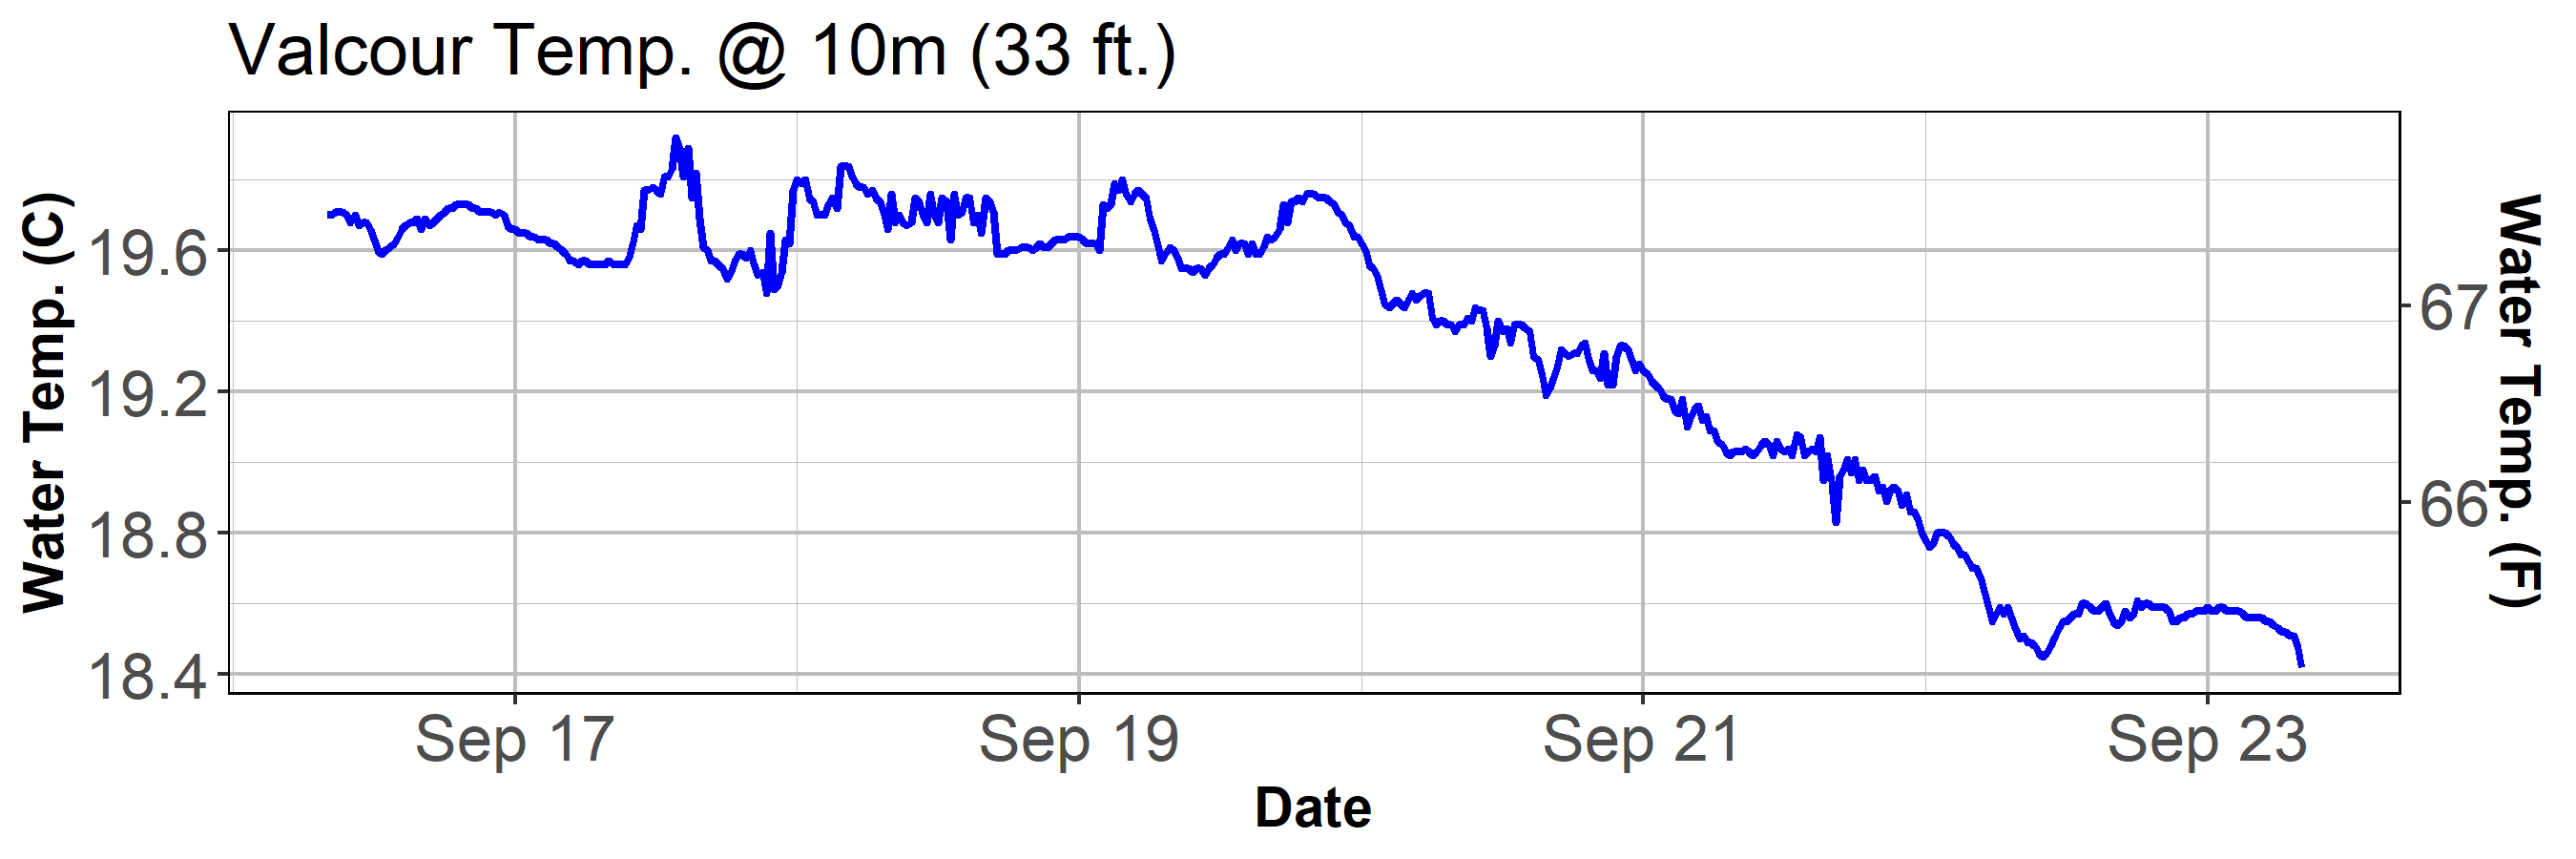 Valcour Temp. @ 10m (33 ft.)
Water Temp. (C)
19.6
19.2
18.8
18.4
67
66
Water Temp. (F)
Sep 17
Sep 19
Sep 21
Sep 23
Date